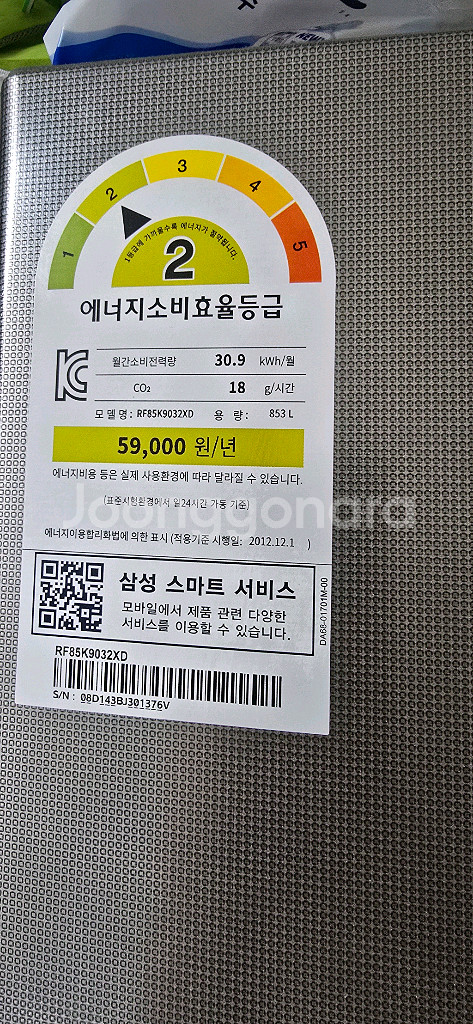 NEW
1
2
3
4
5
1등급에 가까울수록 에너지가 절약됩니다.
2
에너지소비효율등급
월간소비전력량 30.9 kWh/월
CO₂ 18 g/시간
모 델 명 : RF85K9032XD 용 량 : 853 L
59,000 원/년
에너지비용 등은 실제 사용환경에 따라 달라질 수 있습니다.
(표준시험환경에서 일24시간 가동 기준)
Joonggonara
에너지이용합리화법에 의한 표시 (적용기준 시행일: 2012.12.1 )
삼성 스마트 서비스
모바일에서 제품 관련 다양한
서비스를 이용할 수 있습니다.
DA68-01701M-00
RF85K9032XD
S/N : 08D143BJ301376V